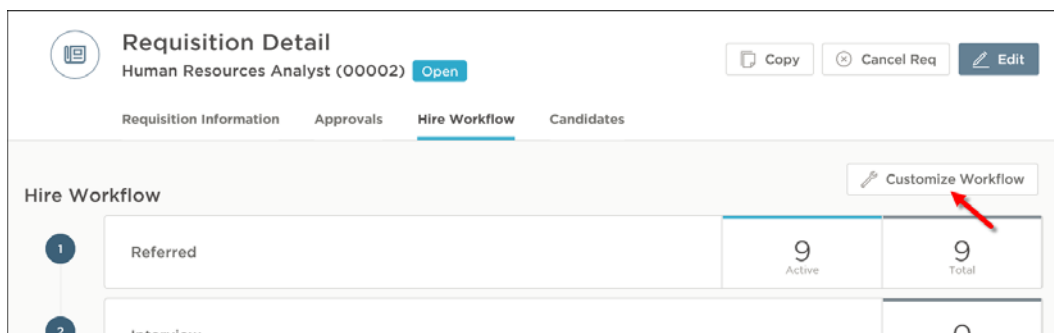 Requisition Detail
Human Resources Analyst (00002) Open
Copy
Cancel Req
Edit
Requisition Information Approvals Hire Workflow Candidates
Customize Workflow
Hire Workflow
1 Referred
9 Active
9 Total
2